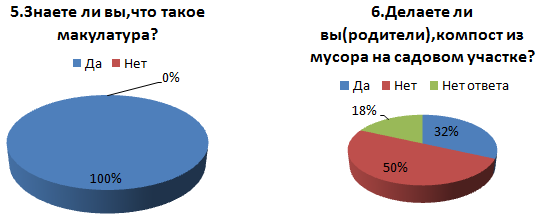 5.Знаете ли вы,что такое
макулатура?
Да Нет
0%
100%
6.Делаете ли
вы(родители),компост из
мусора на садовом участке?
Да Нет Нет ответа
18%
32%
50%